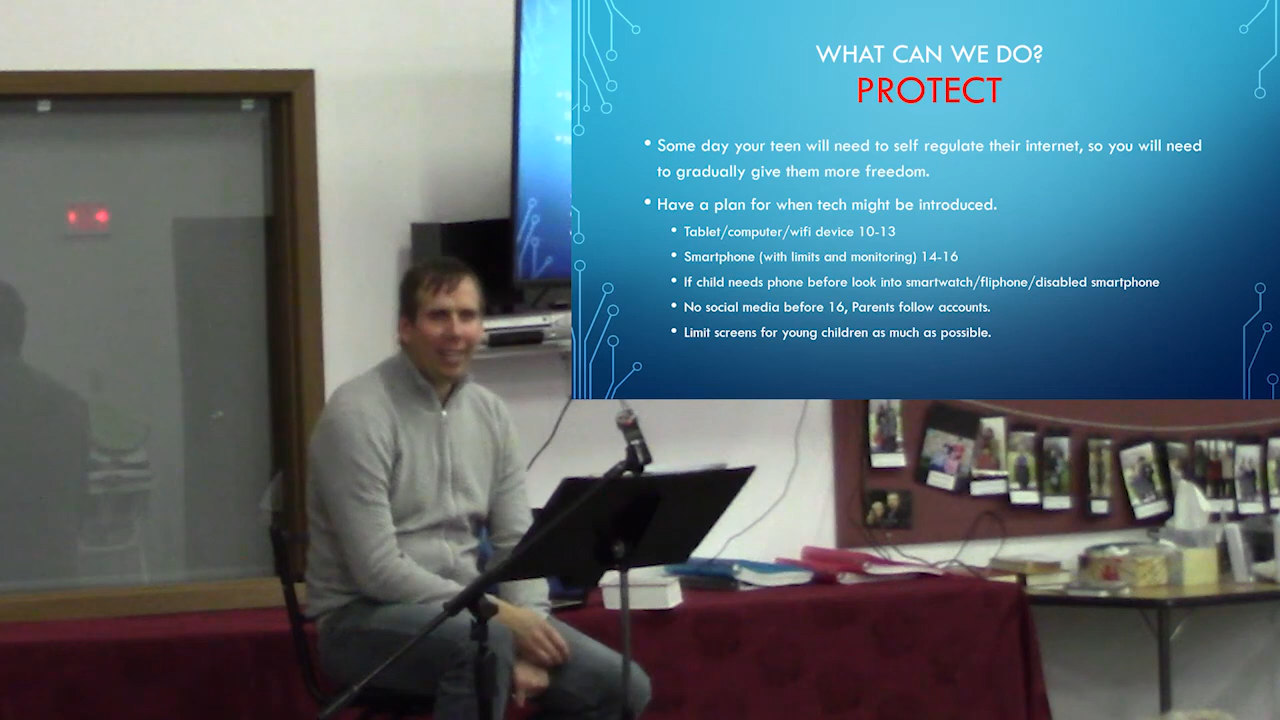 WHAT CAN WE DO?
PROTECT
• Some day your teen will need to self regulate their internet, so you will need
to gradually give them more freedom.
• Have a plan for when tech might be introduced.
• Tablet/computer/wifi device 10-13
• Smartphone (with limits and monitoring) 14-16
• If child needs phone before look into smartwatch/fliphone/disabled smartphone
• No social media before 16, Parents follow accounts.
• Limit screens for young children as much as possible.